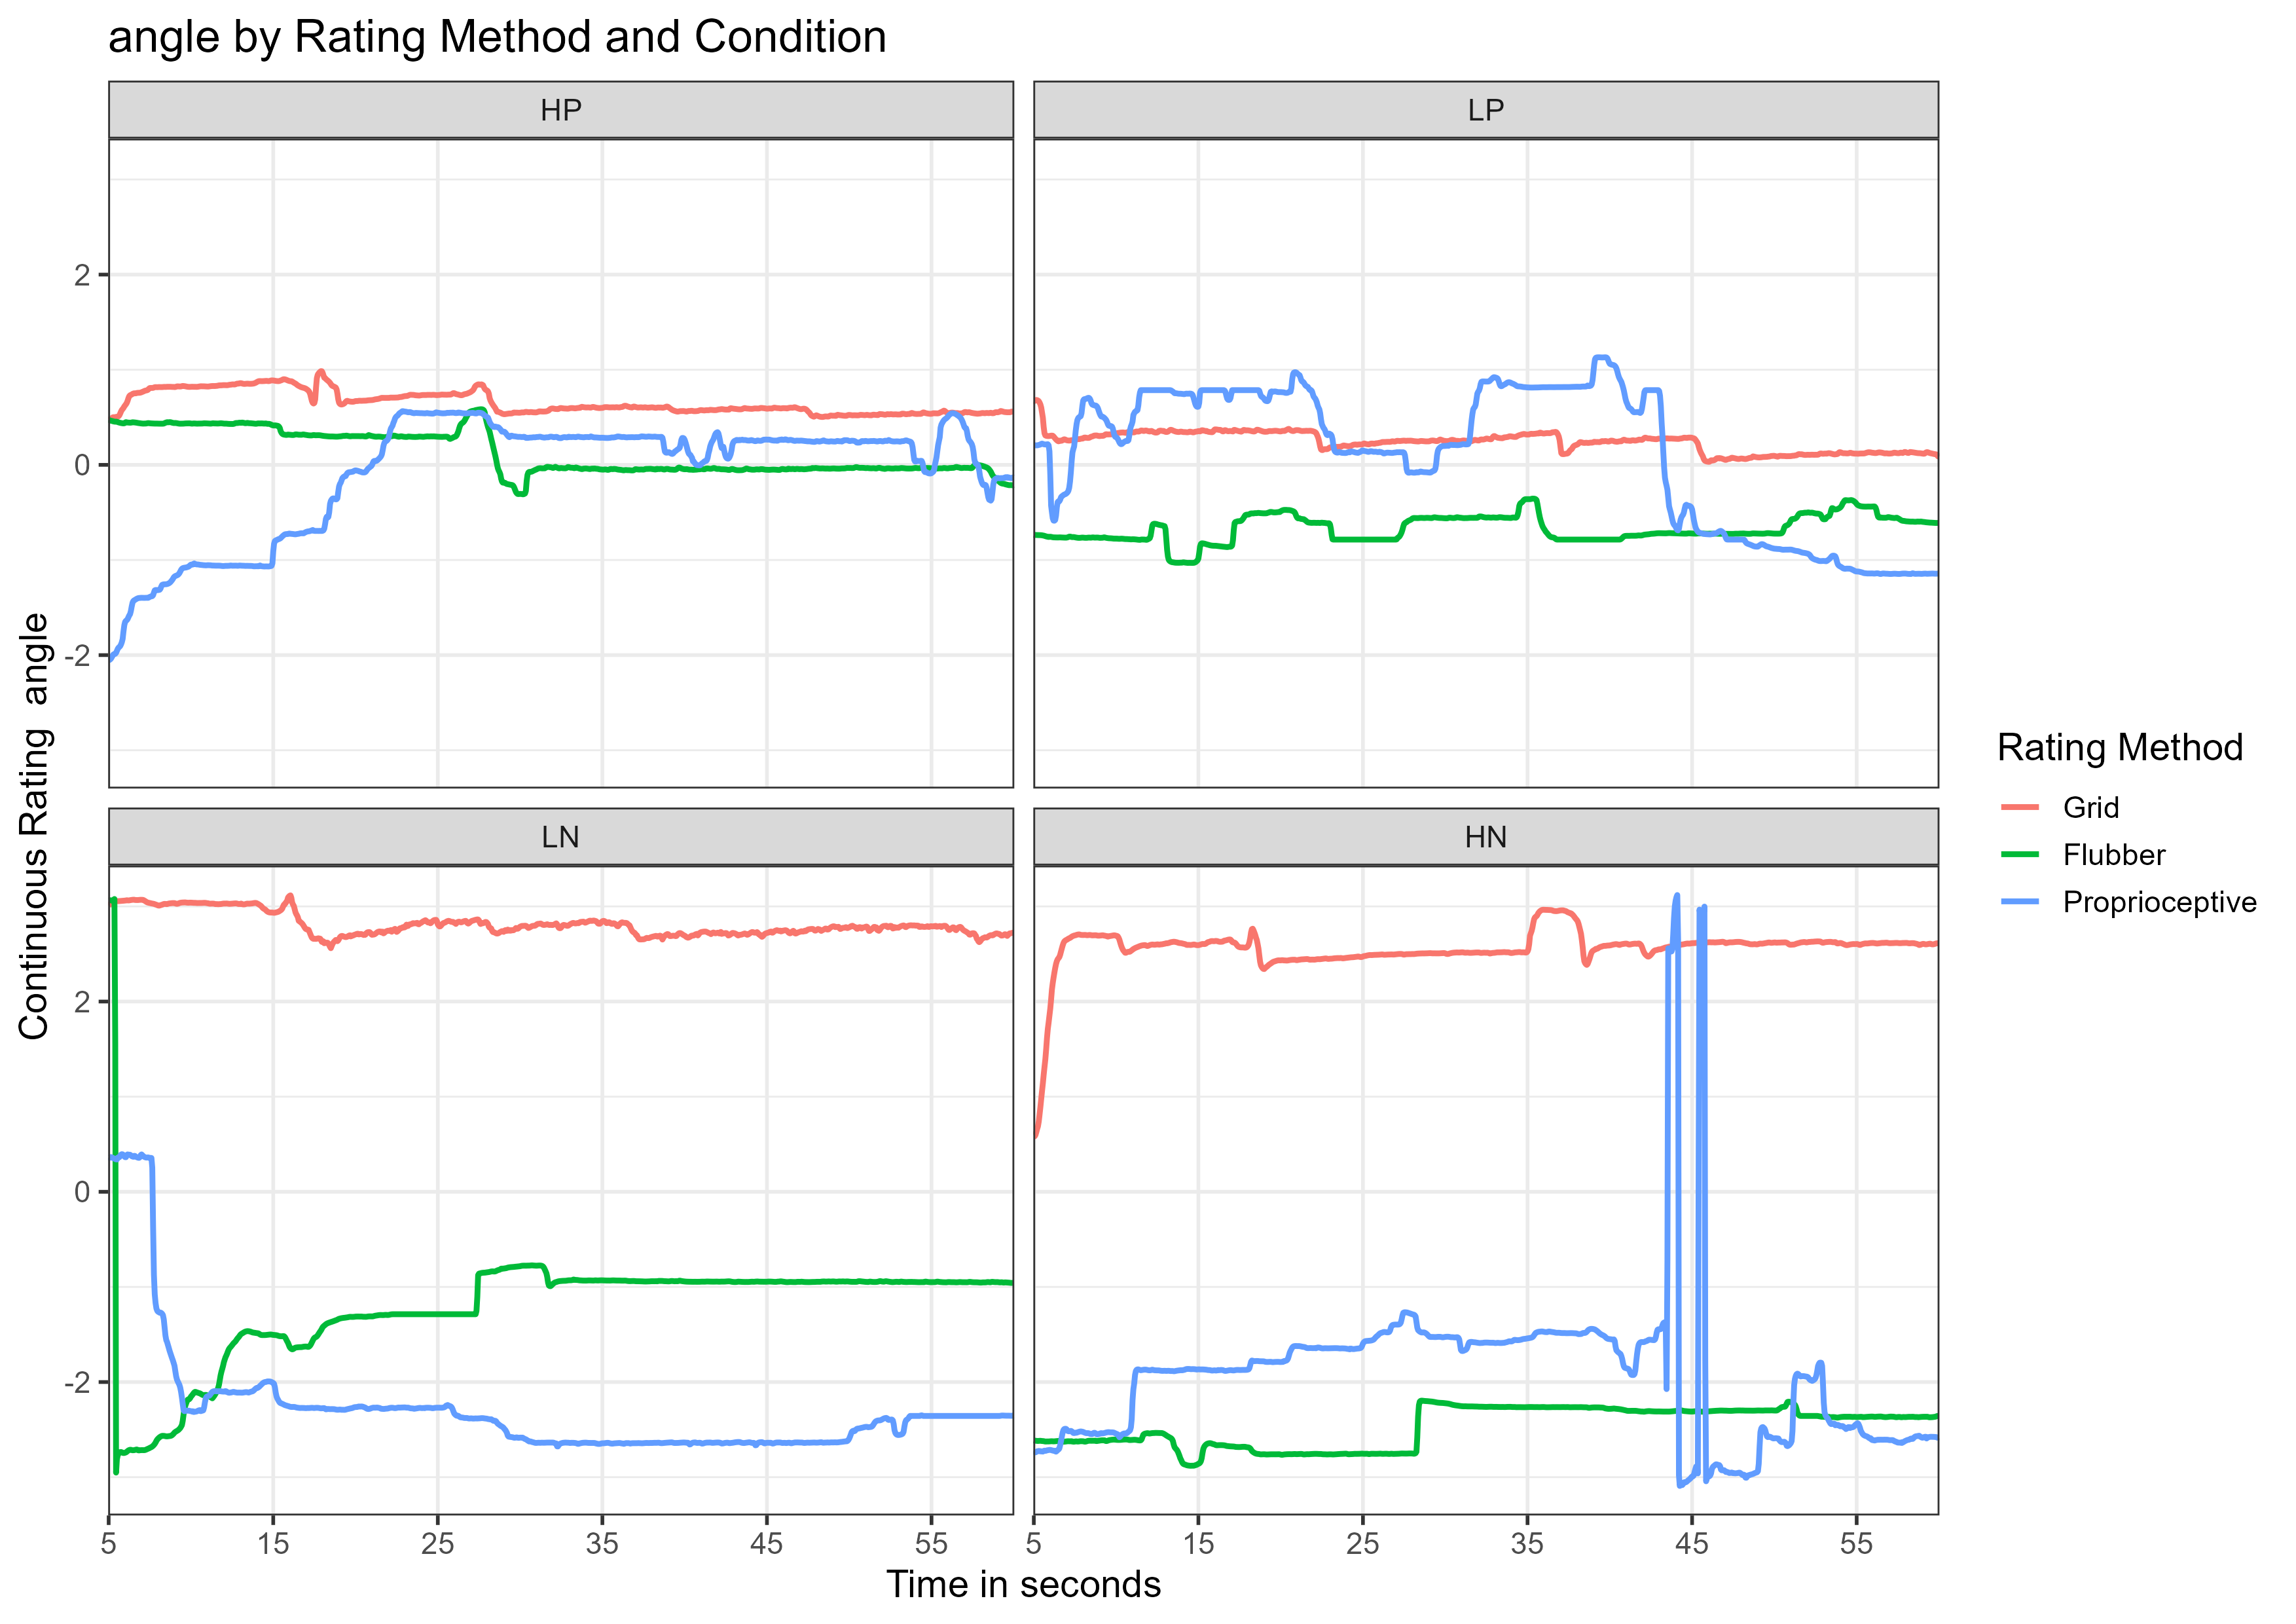 angle by Rating Method and Condition
HP
LP
2
0
-2
LN
HN
2
0
-2
5 15 25 35 45 55
5 15 25 35 45 55
Time in seconds
Continuous Rating angle
Rating Method
Grid
Flubber
Proprioceptive